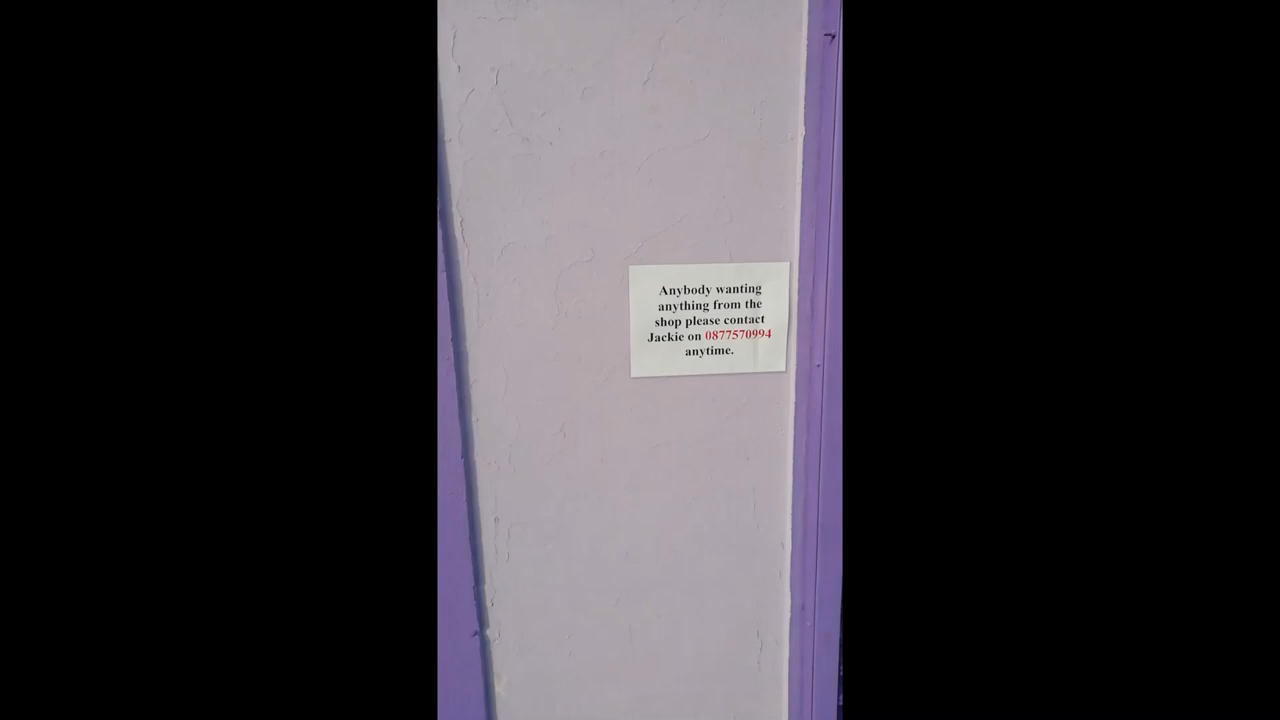 Anybody wanting
anything from the
shop please contact
Jackie on 0877570994
anytime.